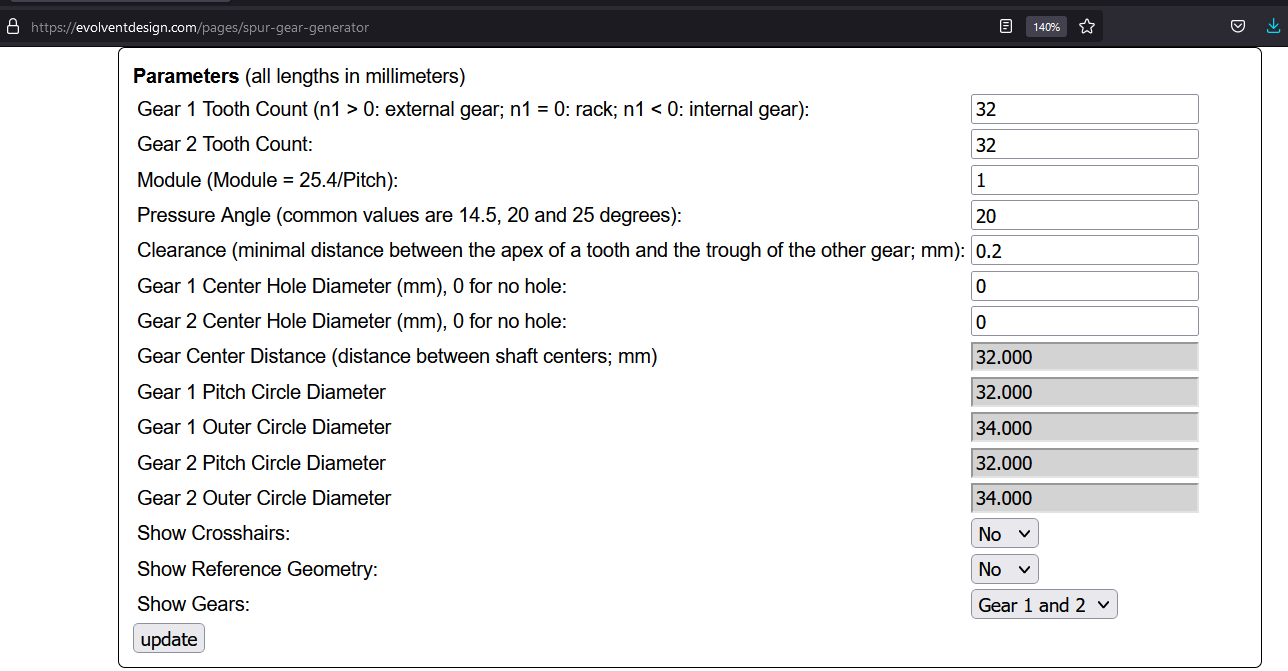 https://evolventdesign.com/pages/spur-gear-generator 140%
Parameters (all lengths in millimeters)
Gear 1 Tooth Count (n1 > 0: external gear; n1 = 0: rack; n1 < 0: internal gear): 32
Gear 2 Tooth Count: 32
Module (Module = 25.4/Pitch): 1
Pressure Angle (common values are 14.5, 20 and 25 degrees): 20
Clearance (minimal distance between the apex of a tooth and the trough of the other gear; mm): 0.2
Gear 1 Center Hole Diameter (mm), 0 for no hole: 0
Gear 2 Center Hole Diameter (mm), 0 for no hole: 0
Gear Center Distance (distance between shaft centers; mm) 32.000
Gear 1 Pitch Circle Diameter 32.000
Gear 1 Outer Circle Diameter 34.000
Gear 2 Pitch Circle Diameter 32.000
Gear 2 Outer Circle Diameter 34.000
Show Crosshairs: No
Show Reference Geometry: No
Show Gears: Gear 1 and 2
update